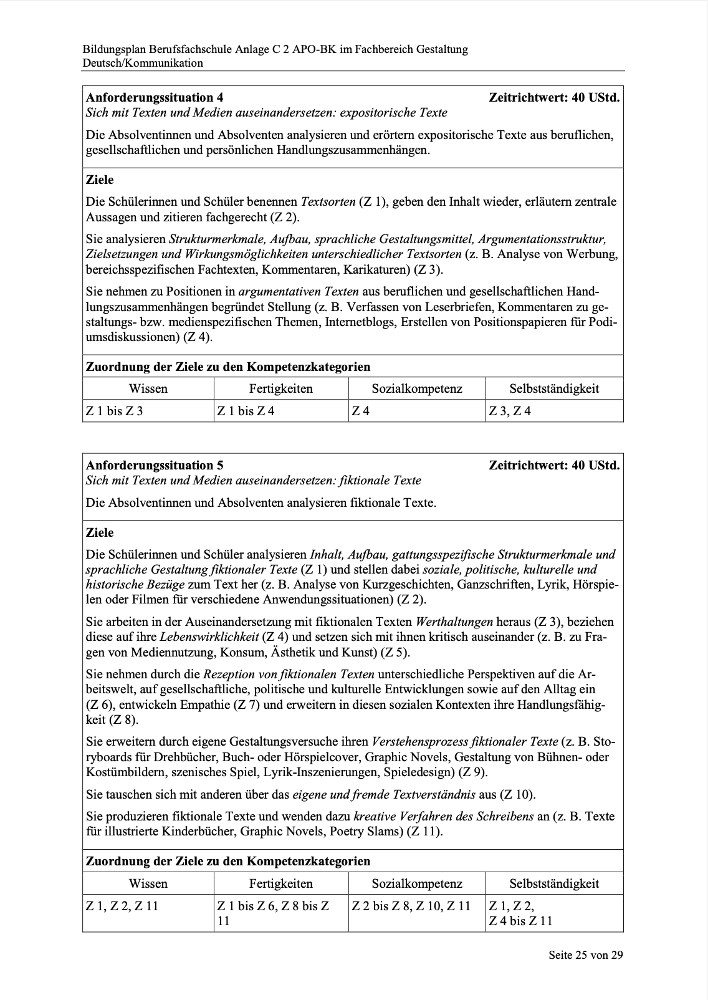 Bildungsplan Berufsfachschule Anlage C 2 APO-BK im Fachbereich Gestaltung
Deutsch/Kommunikation
Anforderungssituation 4 Zeitrichtwert: 40 UStd.
Sich mit Texten und Medien auseinandersetzen: expositorische Texte
Die Absolventinnen und Absolventen analysieren und erörtern expositorische Texte aus beruflichen,
gesellschaftlichen und persönlichen Handlungszusammenhängen.
Ziele
Die Schülerinnen und Schüler benennen Textsorten (Z 1), geben den Inhalt wieder, erläutern zentrale
Aussagen und zitieren fachgerecht (Z 2).
Sie analysieren Strukturmerkmale, Aufbau, sprachliche Gestaltungsmittel, Argumentationsstruktur,
Zielsetzungen und Wirkungsmöglichkeiten unterschiedlicher Textsorten (z. B. Analyse von Werbung,
bereichsspezifischen Fachtexten, Kommentaren, Karikaturen) (Z 3).
Sie nehmen zu Positionen in argumentativen Texten aus beruflichen und gesellschaftlichen Hand-
lungszusammenhängen begründet Stellung (z. B. Verfassen von Leserbriefen, Kommentaren zu ge-
staltungs- bzw. medienspezifischen Themen, Internetblogs, Erstellen von Positionspapieren für Podi-
umsdiskussionen) (Z 4).
Zuordnung der Ziele zu den Kompetenzkategorien
Wissen Fertigkeiten Sozialkompetenz Selbstständigkeit
Z 1 bis Z 3 Z 1 bis Z 4 Z 4 Z 3, Z 4
Anforderungssituation 5 Zeitrichtwert: 40 UStd.
Sich mit Texten und Medien auseinandersetzen: fiktionale Texte
Die Absolventinnen und Absolventen analysieren fiktionale Texte.
Ziele
Die Schülerinnen und Schüler analysieren Inhalt, Aufbau, gattungsspezifische Strukturmerkmale und
sprachliche Gestaltung fiktionaler Texte (Z 1) und stellen dabei soziale, politische, kulturelle und
historische Bezüge zum Text her (z. B. Analyse von Kurzgeschichten, Ganzschriften, Lyrik, Hörspie-
len oder Filmen für verschiedene Anwendungssituationen) (Z 2).
Sie arbeiten in der Auseinandersetzung mit fiktionalen Texten Werthaltungen heraus (Z 3), beziehen
diese auf ihre Lebenswirklichkeit (Z 4) und setzen sich mit ihnen kritisch auseinander (z. B. zu Fra-
gen von Mediennutzung, Konsum, Ästhetik und Kunst) (Z 5).
Sie nehmen durch die Rezeption von fiktionalen Texten unterschiedliche Perspektiven auf die Ar-
beitswelt, auf gesellschaftliche, politische und kulturelle Entwicklungen sowie auf den Alltag ein
(Z 6), entwickeln Empathie (Z 7) und erweitern in diesen sozialen Kontexten ihre Handlungsfähig-
keit (Z 8).
Sie erweitern durch eigene Gestaltungsversuche ihren Verstehensprozess fiktionaler Texte (z. B. Sto-
ryboards für Drehbücher, Buch- oder Hörspielcover, Graphic Novels, Gestaltung von Bühnen- oder
Kostümbildern, szenisches Spiel, Lyrik-Inszenierungen, Spieledesign) (Z 9).
Sie tauschen sich mit anderen über das eigene und fremde Textverständnis aus (Z 10).
Sie produzieren fiktionale Texte und wenden dazu kreative Verfahren des Schreibens an (z. B. Texte
für illustrierte Kinderbücher, Graphic Novels, Poetry Slams) (Z 11).
Zuordnung der Ziele zu den Kompetenzkategorien
Wissen Fertigkeiten Sozialkompetenz Selbstständigkeit
Z 1, Z 2, Z 11 Z 1 bis Z 6, Z 8 bis Z Z 2 bis Z 8, Z 10, Z 11 Z 1, Z 2,
11 Z 4 bis Z 11
Seite 25 von 29